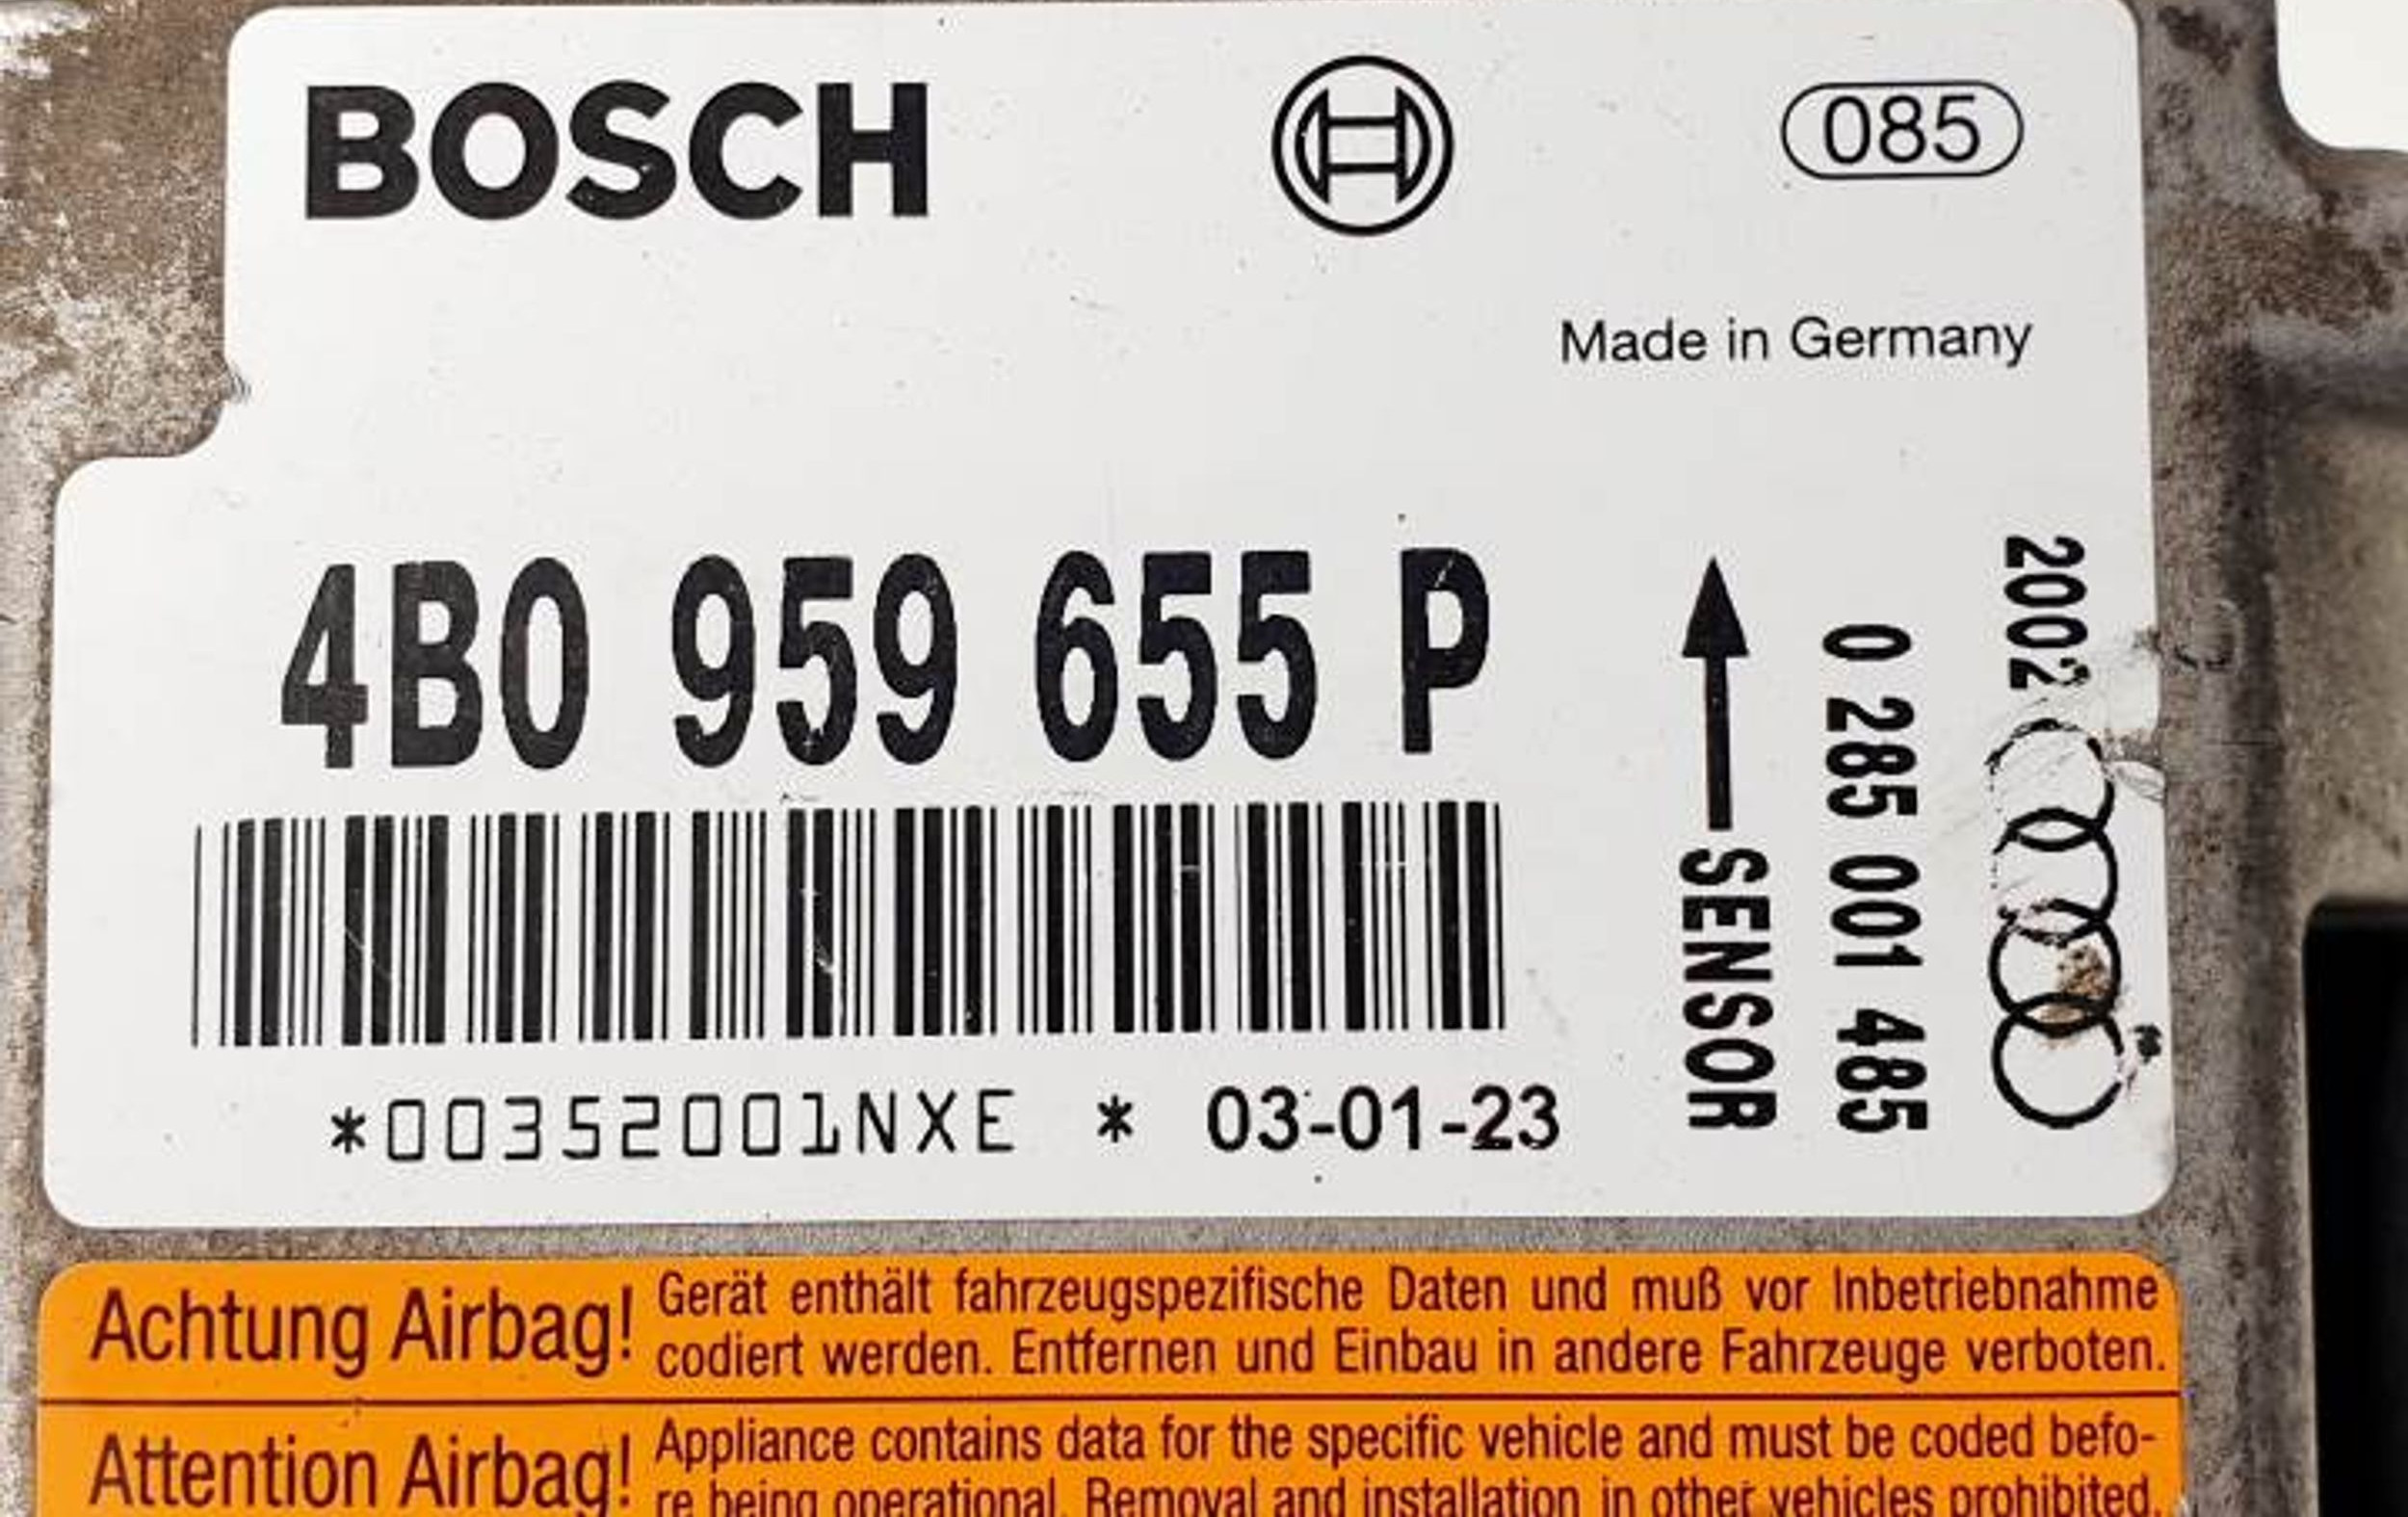 BOSCH
085
Made in Germany
4B0 959 655 P
SENSOR
0 285 001 485
2002
*00352001NXE * 03-01-23
Achtung Airbag!
Gerät enthält fahrzeugspezifische Daten und muß vor Inbetriebnahme
codiert werden. Entfernen und Einbau in andere Fahrzeuge verboten.
Attention Airbag!
Appliance contains data for the specific vehicle and must be coded befo-
re being operational. Removal and installation in other vehicles prohibited.